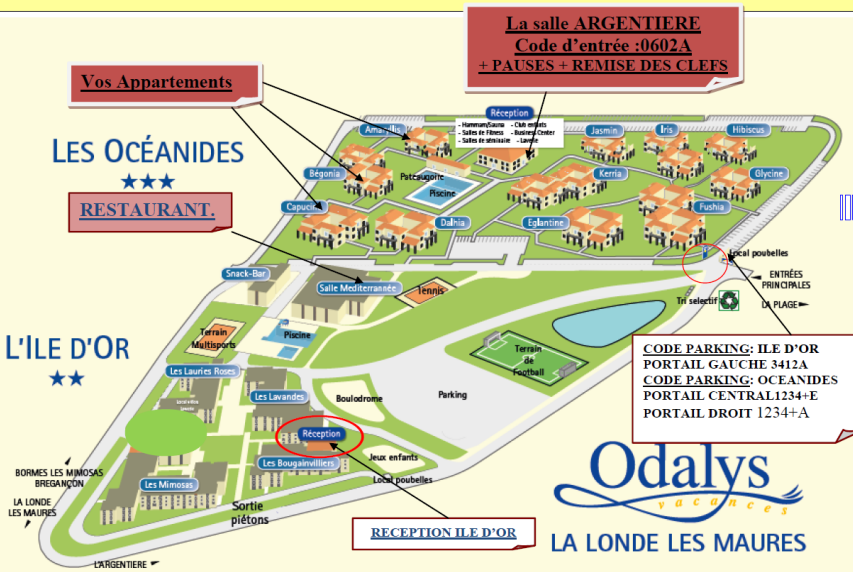 La salle ARGENTIERE
Code d'entrée :0602A
+ PAUSES + REMISE DES CLEFS
Vos Appartements
LES OCÉANIDES
★★★
RESTAURANT.
Réception
- Hammam/Sauna - Club enfants
- Salles de Fitness - Business Center
- Salles de séminaire - Laverie
Amaryllis
Jasmin
Iris
Hibiscus
Bégonia
Pataugoire
Piscine
Kerria
Glycine
Capucine
Dalhia
Eglantine
Fushia
Local poubelles
ENTRÉES
PRINCIPALES
Snack-Bar
Salle Mediterrannée
Tennis
Tri selectif
LA PLAGE
L'ILE D'OR
★★
Terrain
Multisports
Piscine
Terrain
de
Football
CODE PARKING: ILE D'OR
PORTAIL GAUCHE 3412A
CODE PARKING: OCEANIDES
PORTAIL CENTRAL1234+E
PORTAIL DROIT 1234+A
Les Lauries Roses
Les Lavandes
Boulodrome
Parking
Réception
Les Bougainvilliers
Jeux enfants
Local poubelles
BORMES LES MIMOSAS
BREGANÇON
Les Mimosas
LA LONDE
LES MAURES
Sortie
piétons
RECEPTION ILE D'OR
L'ARGENTIERE
Odalys
vacances
LA LONDE LES MAURES